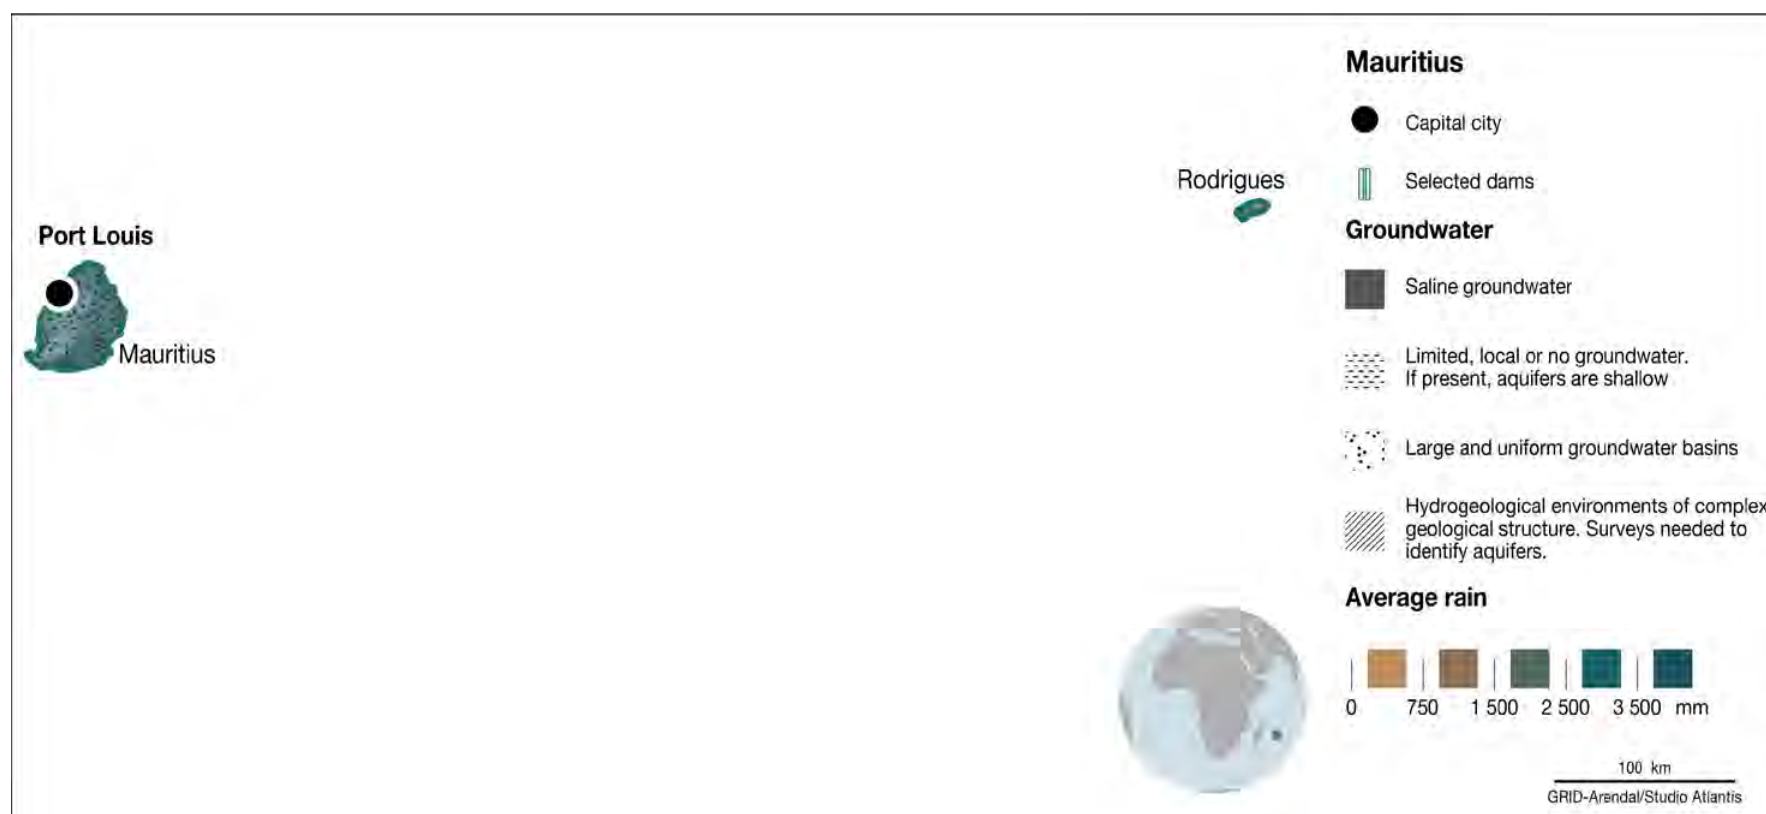 Port Louis
Mauritius
Rodrigues
Mauritius
Capital city
Selected dams
Groundwater
Saline groundwater
Limited, local or no groundwater.
If present, aquifers are shallow
Large and uniform groundwater basins
Hydrogeological environments of complex
geological structure. Surveys needed to
identify aquifers.
Average rain
0 750 1 500 2 500 3 500 mm
100 km
GRID-Arendal/Studio Atlantis